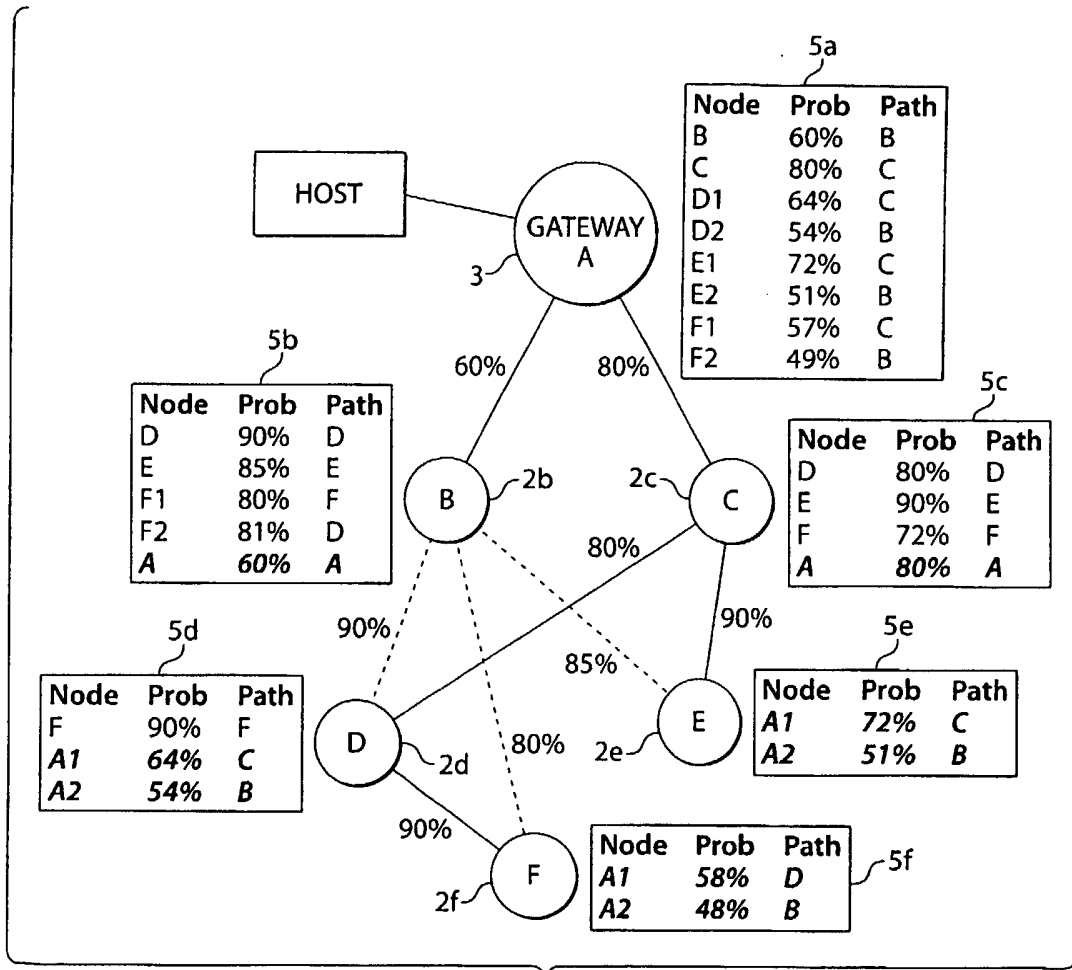 5a
Node Prob Path
B 60% B
C 80% C
D1 64% C
D2 54% B
E1 72% C
E2 51% B
F1 57% C
F2 49% B
HOST
GATEWAY
A
3
60%
80%
5b
Node Prob Path
D 90% D
E 85% E
F1 80% F
F2 81% D
A 60% A
5c
Node Prob Path
D 80% D
E 90% E
F 72% F
A 80% A
B
2b
2c
C
80%
90%
90%
85%
80%
5d
Node Prob Path
F 90% F
A1 64% C
A2 54% B
D
2d
E
2e
5e
Node Prob Path
A1 72% C
A2 51% B
90%
F
2f
Node Prob Path
A1 58% D
A2 48% B
5f